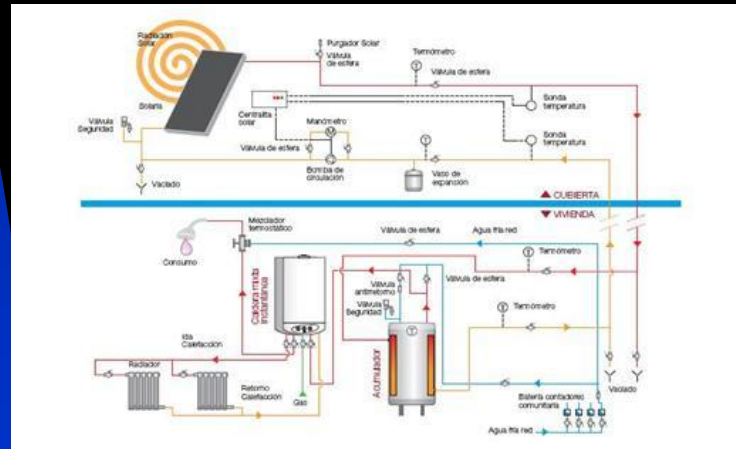 Radiación
Solar
Purgador Solar
Válvula
de esfera
Termómetro
Válvula de esfera
Solaris
Centralita
solar
Sonda
temperatura
Válvula
Seguridad
Manómetro
Válvula de esfera
Sonda
temperatura
Bomba de
circulación
Vaso de
expansión
Vaciado
CUBIERTA
VIVIENDA
Mezclador
termostático
Válvula de esfera
Agua fría red
Consumo
Termómetro
Caldera mixta
instantánea
Válvula
antirretorno
Válvula de esfera
Válvula
Seguridad
Termómetro
Ida
Calefacción
Radiador
Acumulador
Retorno
Calefacción
Gas
Vaciado
Batería contadores
comunitaria
Agua fría red